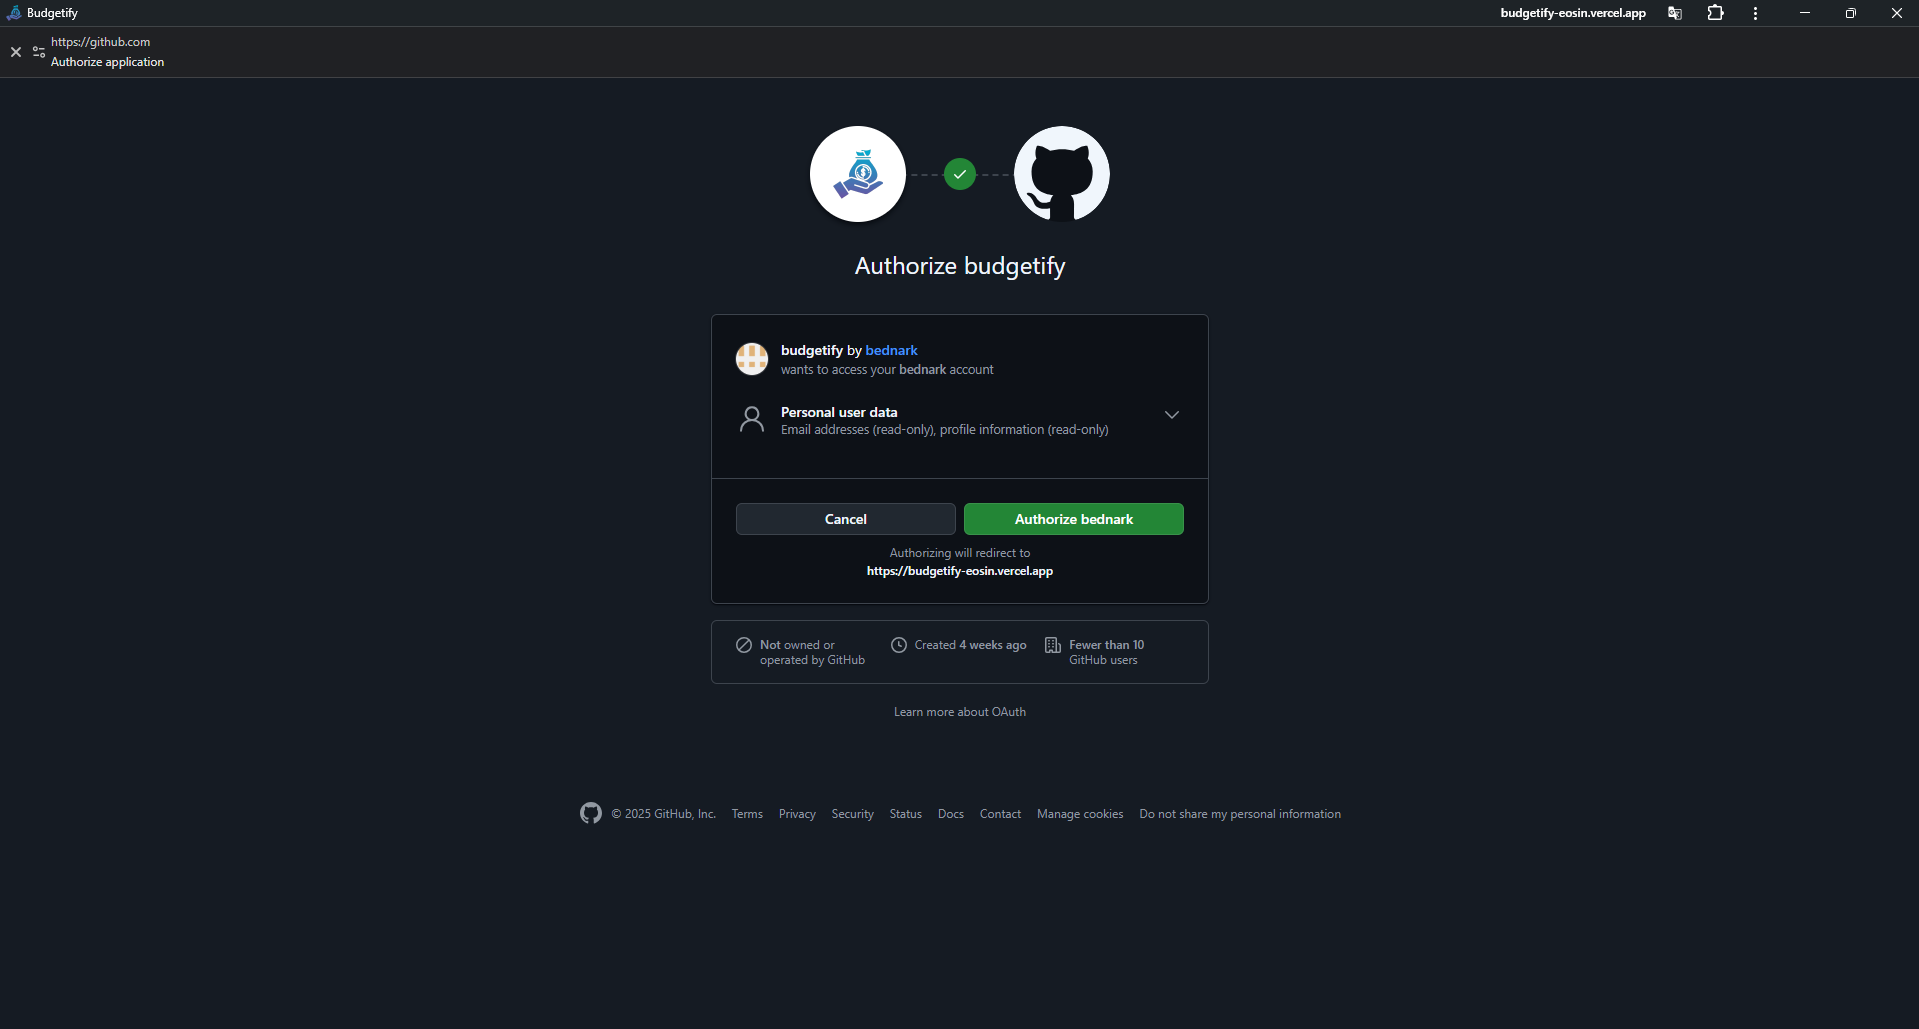 Budgetify
budgetify-eosin.vercel.app
https://github.com
Authorize application
Authorize budgetify
budgetify by bednark
wants to access your bednark account
Personal user data
Email addresses (read-only), profile information (read-only)
Cancel
Authorize bednark
Authorizing will redirect to
https://budgetify-eosin.vercel.app
Not owned or
operated by GitHub
Created 4 weeks ago
Fewer than 10
GitHub users
Learn more about OAuth
© 2025 GitHub, Inc. Terms Privacy Security Status Docs Contact Manage cookies Do not share my personal information